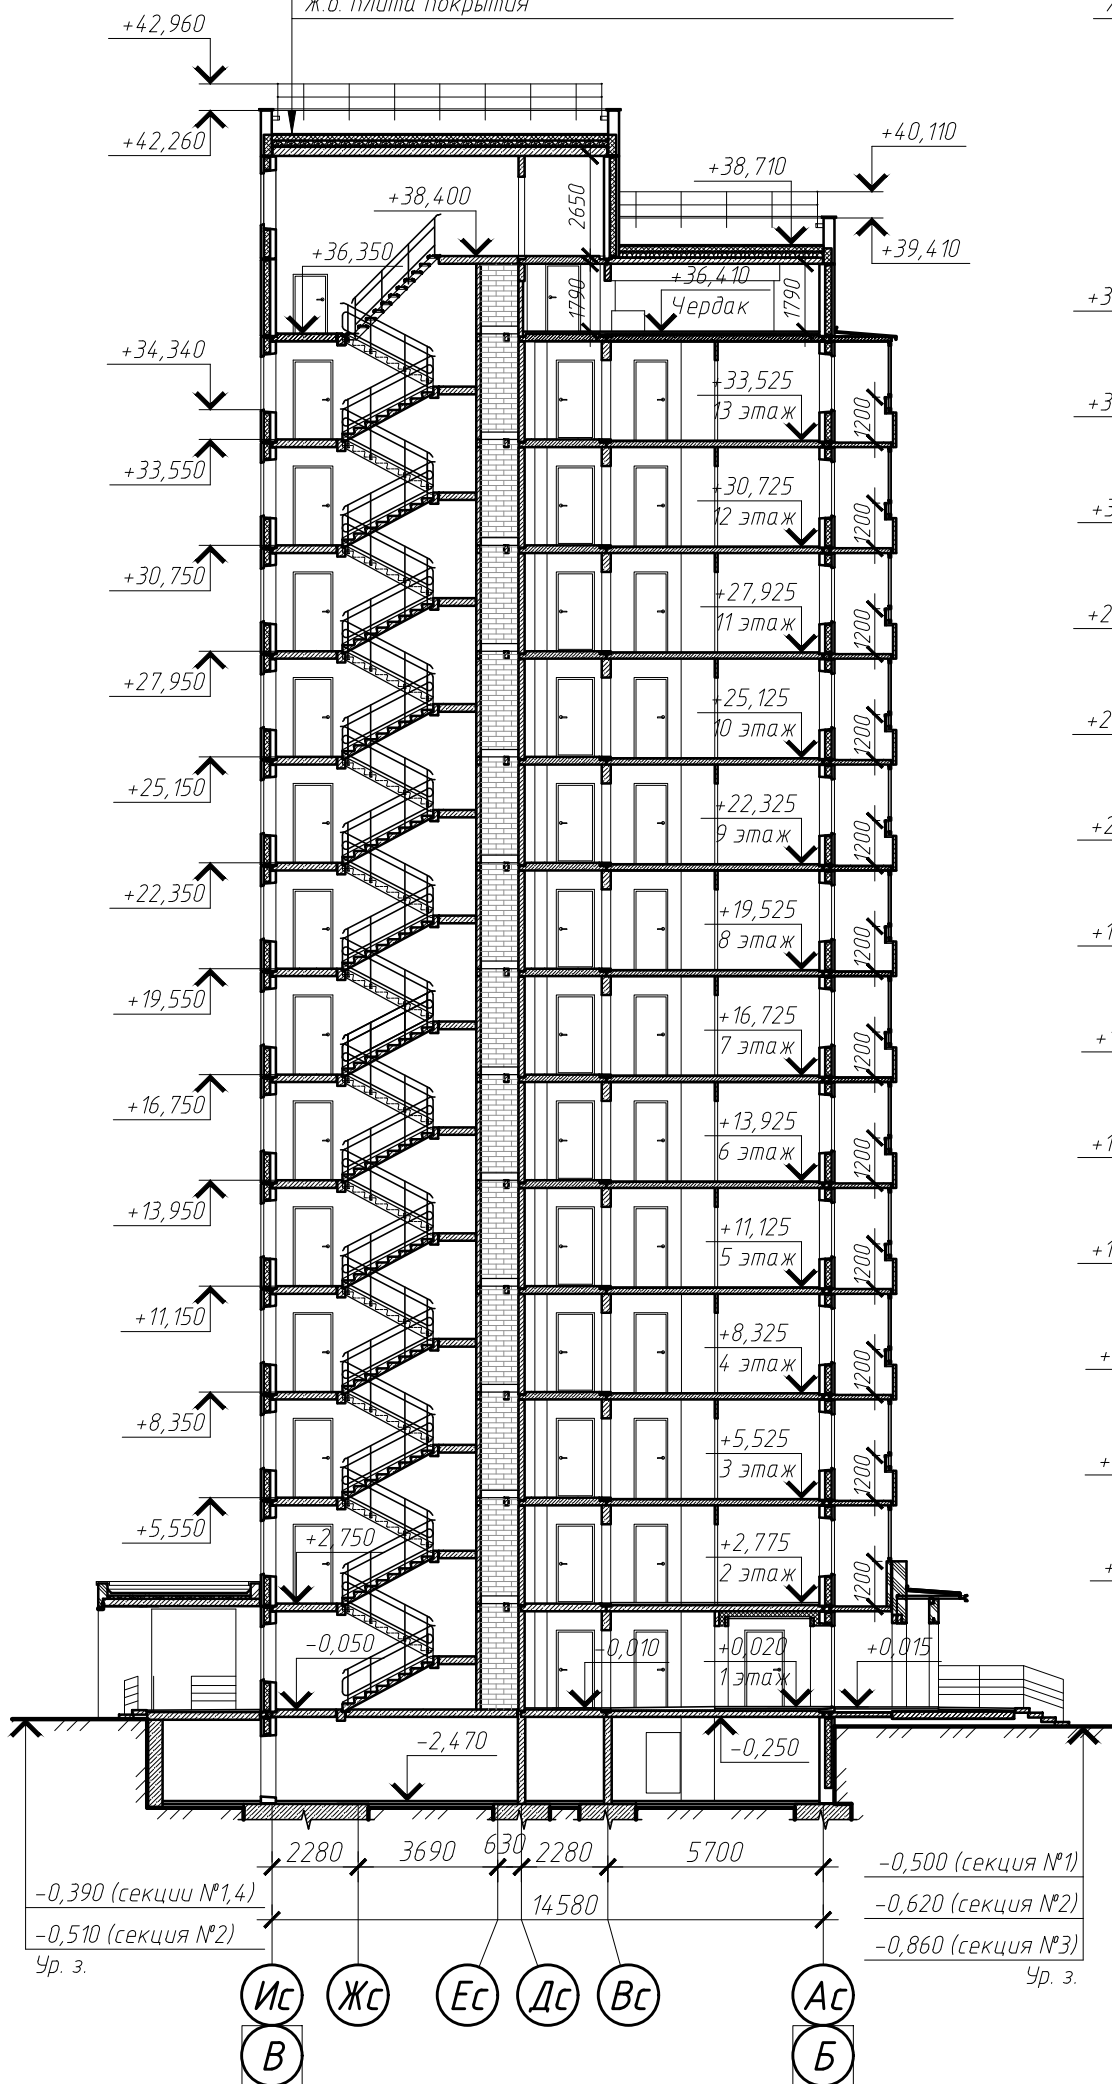 Ж.б. плита покрытия
+42,960
+42,260
+40,110
+38,710
+38,400
2650
+39,410
+36,350
+36,410
Чердак
1790
1790
+34,340
+33,525
13 этаж
1200
+33,550
+30,725
12 этаж
1200
+30,750
+27,925
11 этаж
1200
+27,950
+25,125
10 этаж
1200
+25,150
+22,325
9 этаж
1200
+22,350
+19,525
8 этаж
1200
+19,550
+16,725
7 этаж
1200
+16,750
+13,925
6 этаж
1200
+13,950
+11,125
5 этаж
1200
+11,150
+8,325
4 этаж
1200
+8,350
+5,525
3 этаж
1200
+5,550
+2,750
+2,775
2 этаж
1200
-0,050
-0,010
+0,020
1 этаж
+0,015
-2,470
-0,250
2280
3690
630
2280
5700
14580
-0,390 (секции №1,4)
-0,510 (секция №2)
Ур. з.
-0,500 (секция №1)
-0,620 (секция №2)
-0,860 (секция №3)
Ур. з.
Ис
Жс
Ес
Дс
Вс
Ас
В
Б